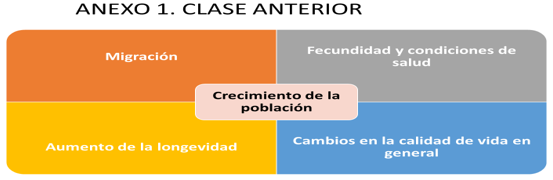 ANEXO 1. CLASE ANTERIOR
Migración
Fecundidad y condiciones de
salud
Crecimiento de la
población
Aumento de la longevidad
Cambios en la calidad de vida en
general